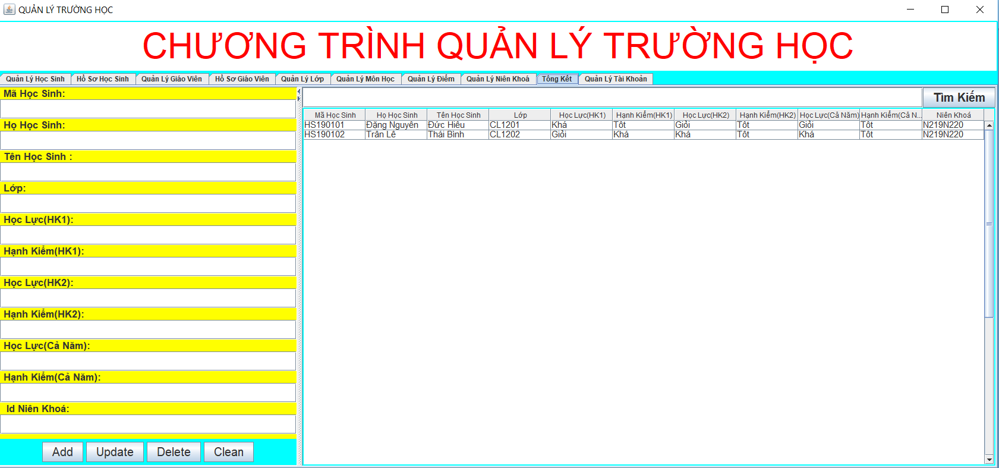 QUẢN LÝ TRƯỜNG HỌC
CHƯƠNG TRÌNH QUẢN LÝ TRƯỜNG HỌC
Quản Lý Học Sinh Hồ Sơ Học Sinh Quản Lý Giáo Viên Hồ Sơ Giáo Viên Quản Lý Lớp Quản Lý Môn Học Quản Lý Điểm Quản Lý Niên Khoá Tổng Kết Quản Lý Tài Khoản
Mã Học Sinh:
Họ Học Sinh:
Tên Học Sinh :
Lớp:
Học Lực(HK1):
Hạnh Kiểm(HK1):
Học Lực(HK2):
Hạnh Kiểm(HK2):
Học Lực(Cả Năm):
Hạnh Kiểm(Cả Năm):
Id Niên Khoá:
Add Update Delete Clean
Tìm Kiếm
Mã Học Sinh Họ Học Sinh Tên Học Sinh Lớp Học Lực(HK1) Hạnh Kiểm(HK1) Học Lực(HK2) Hạnh Kiểm(HK2) Học Lực(Cả Năm) Hạnh Kiểm(Cả N... Niên Khoá
HS190101 Đặng Nguyên Đức Hiếu CL1201 Khá Tốt Giỏi Tốt Giỏi Tốt N219N220
HS190102 Trần Lê Thái Bình CL1202 Giỏi Khá Khá Tốt Khá Tốt N219N220